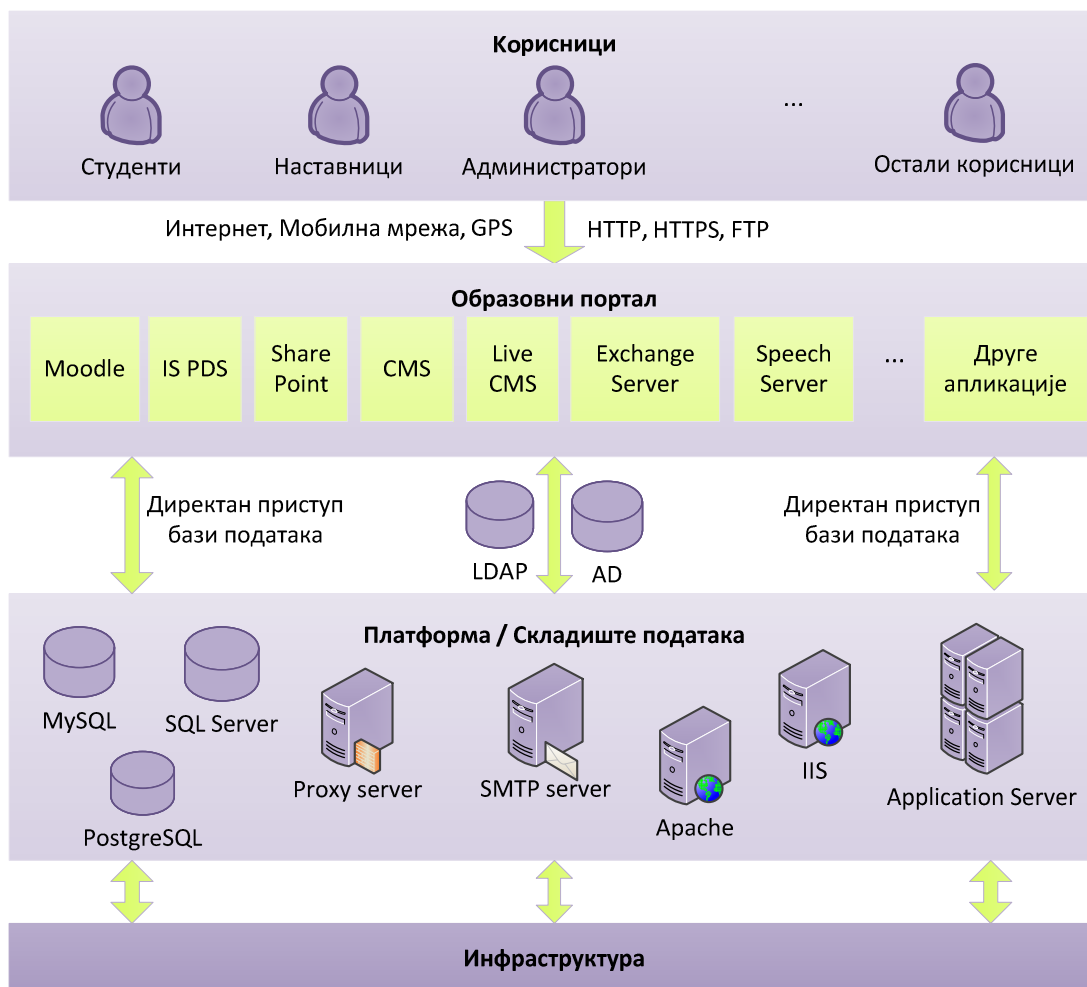 Корисници
...
Студенти
Наставници
Администратори
Остали корисници
Интернет, Мобилна мрежа, GPS
HTTP, HTTPS, FTP
Образовни портал
Moodle
IS PDS
Share
Point
CMS
Live
CMS
Exchange
Server
Speech
Server
...
Друге
апликације
Директан приступ
бази података
LDAP
AD
Директан приступ
бази података
Платформа / Складиште података
MySQL
SQL Server
PostgreSQL
Proxy server
SMTP server
Apache
IIS
Application Server
Инфраструктура